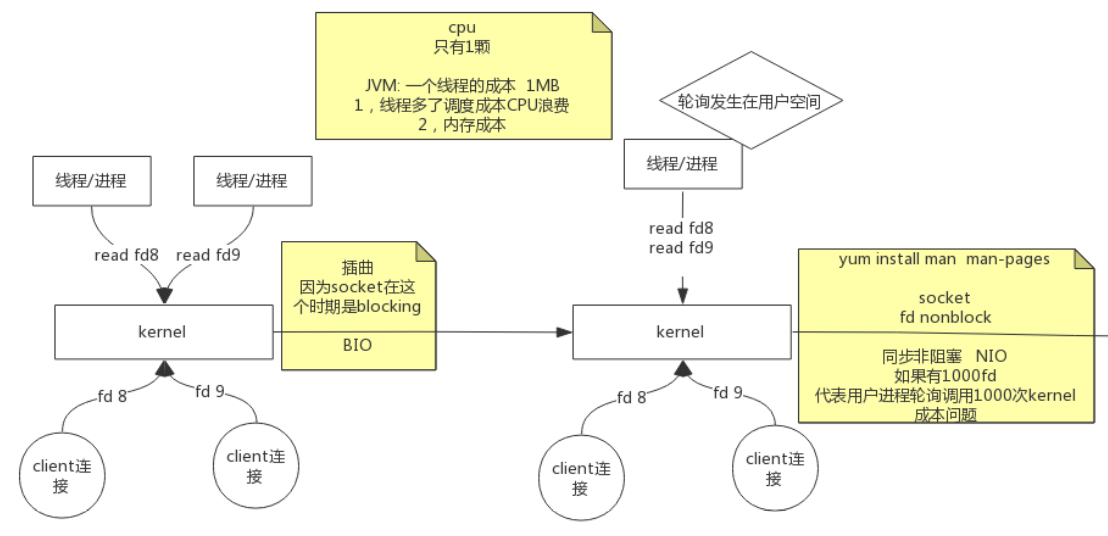 cpu
只有1颗
JVM: 一个线程的成本 1MB
1，线程多了调度成本CPU浪费
2，内存成本
轮询发生在用户空间
线程/进程
线程/进程
线程/进程
read fd8
read fd9
read fd8
read fd9
插曲
因为socket在这
个时期是blocking
BIO
yum install man man-pages
socket
fd nonblock
同步非阻塞 NIO
如果有1000fd
代表用户进程轮询调用1000次kernel
成本问题
kernel
kernel
fd 8
fd 9
fd 8
fd 9
client连
接
client连
接
client连
接
client连
接